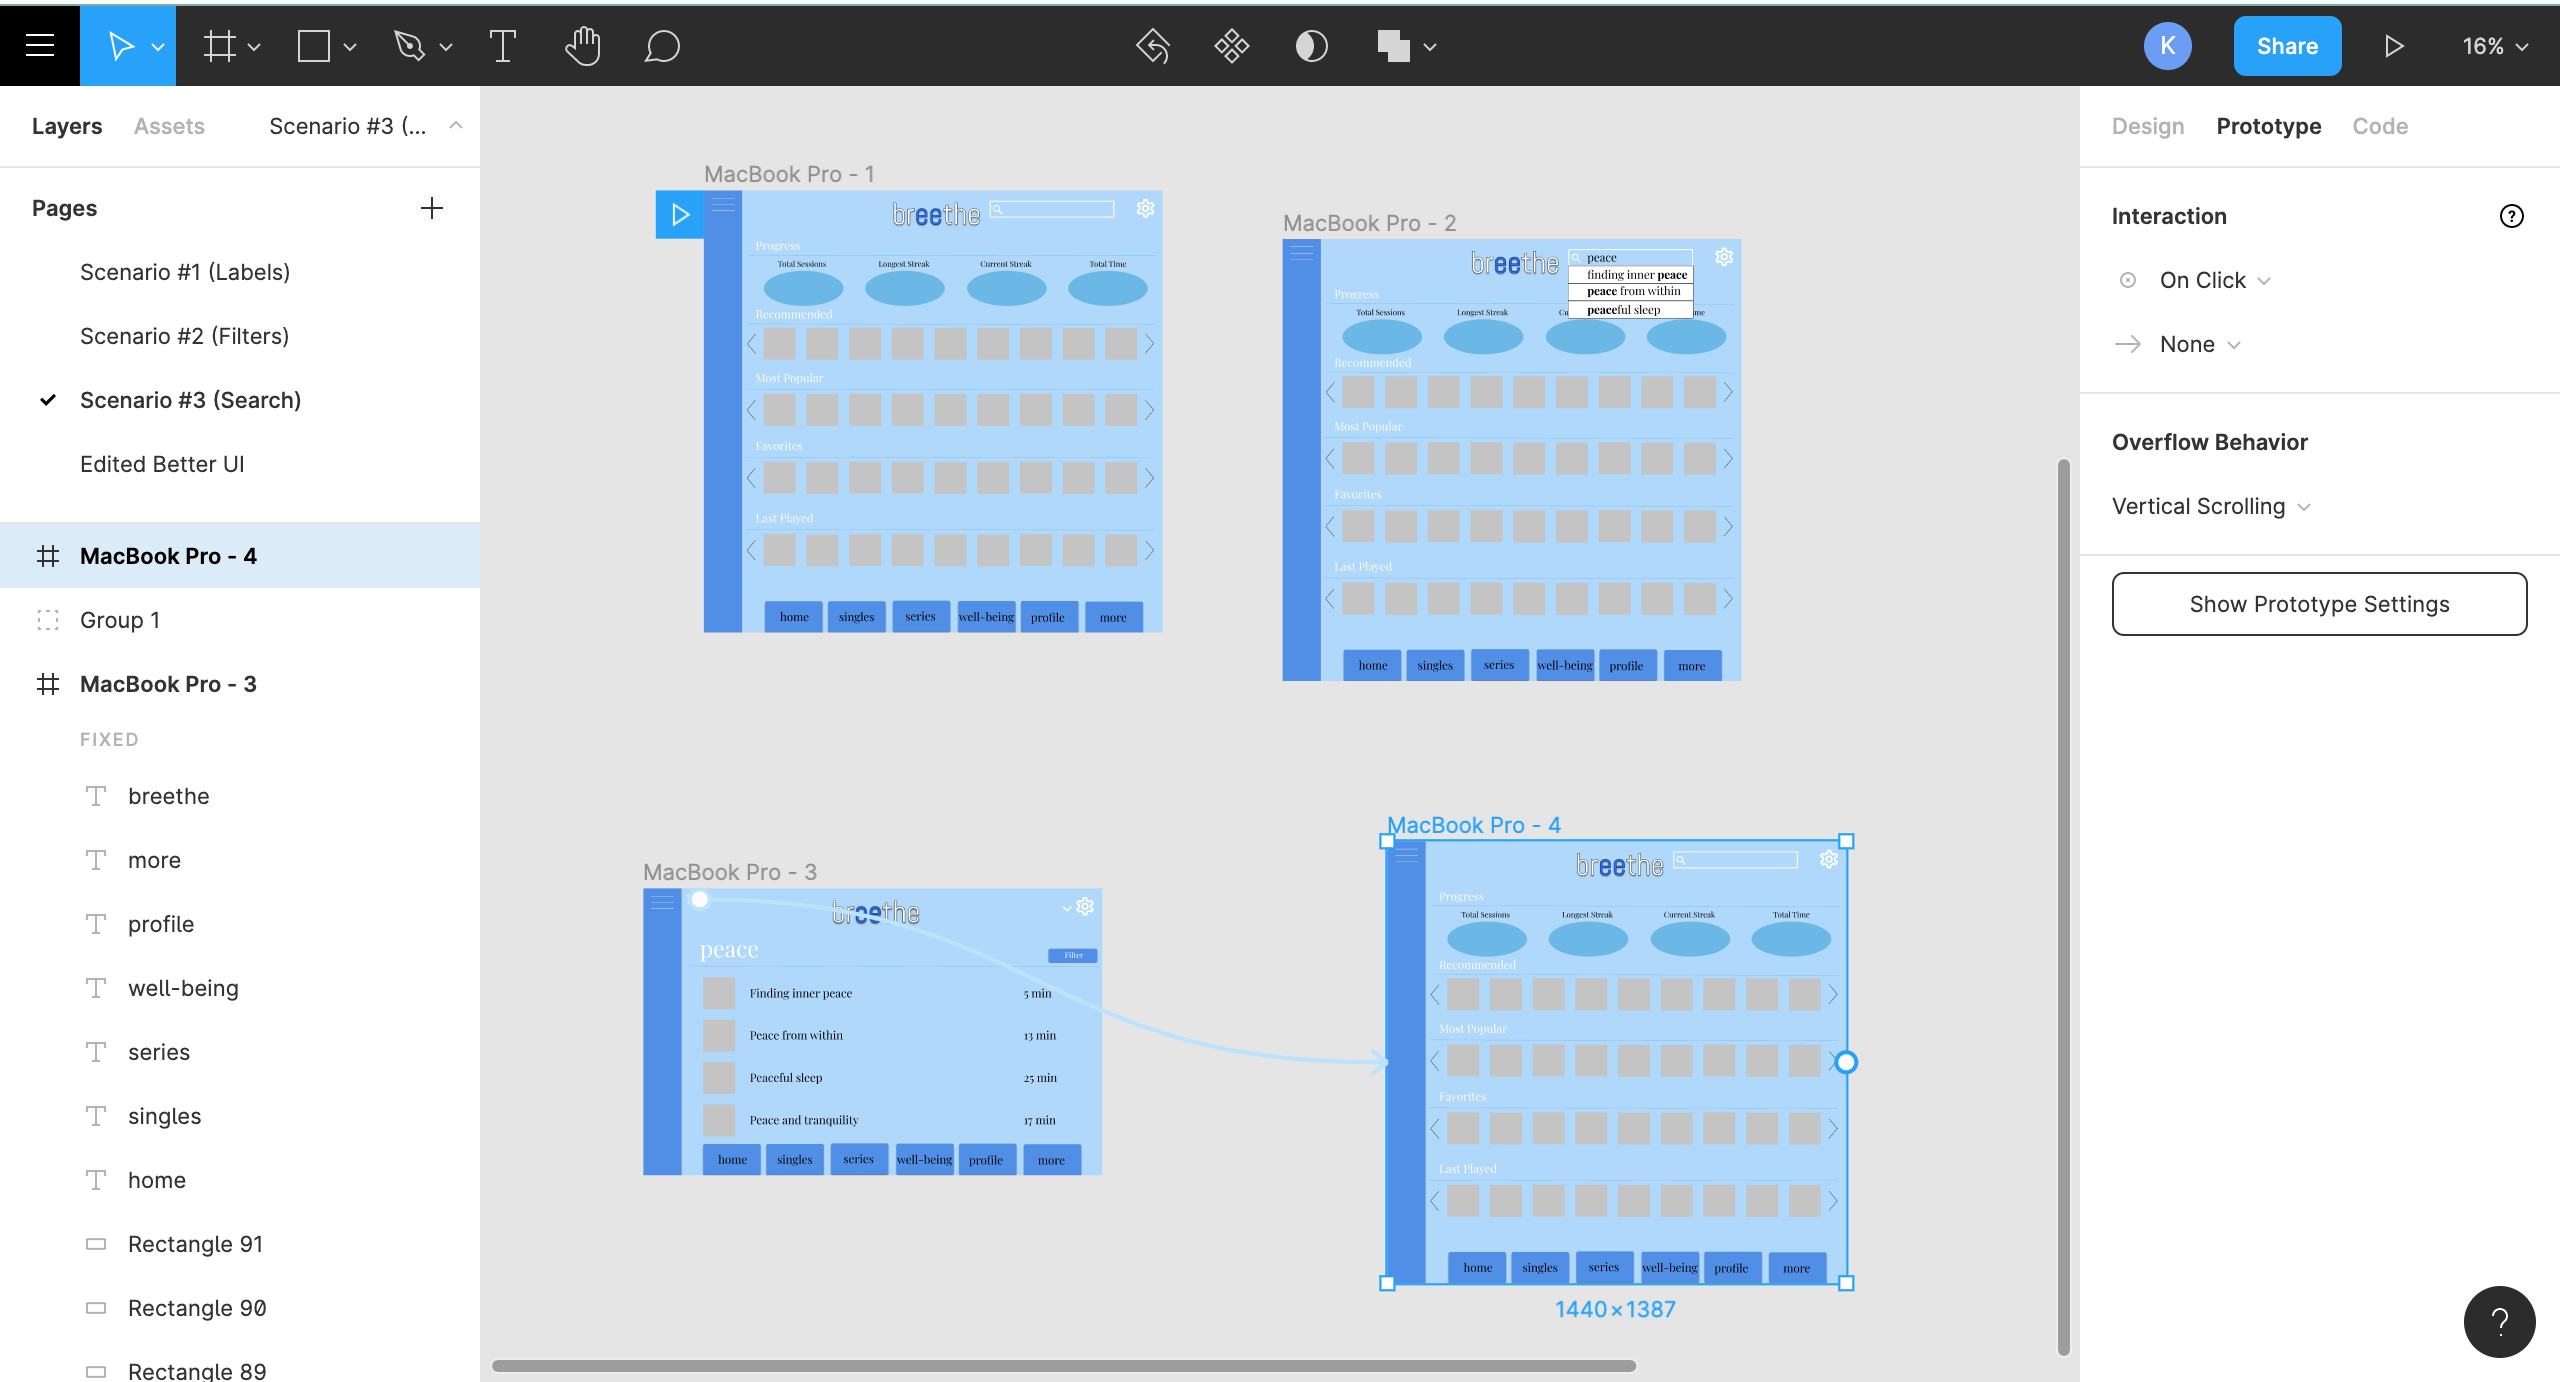 K
Share
16%
Layers
Assets
Scenario #3 (...
Pages
Scenario #1 (Labels)
Scenario #2 (Filters)
Scenario #3 (Search)
Edited Better UI
MacBook Pro - 4
Group 1
MacBook Pro - 3
FIXED
breethe
more
profile
well-being
series
singles
home
Rectangle 91
Rectangle 90
Rectangle 89
MacBook Pro - 1
breethe
Progress
Total Sessions
Longest Streak
Current Streak
Total Time
Recommended
Most Popular
Favorites
Last Played
home
singles
series
well-being
profile
more
MacBook Pro - 2
breethe
peace
finding inner peace
peace from within
peaceful sleep
Progress
Total Sessions
Longest Streak
Cu
me
Recommended
Most Popular
Favorites
Last Played
home
singles
series
well-being
profile
more
MacBook Pro - 3
breethe
peace
Filter
Finding inner peace
5 min
Peace from within
13 min
Peaceful sleep
25 min
Peace and tranquility
17 min
home
singles
series
well-being
profile
more
MacBook Pro - 4
breethe
Progress
Total Sessions
Longest Streak
Current Streak
Total Time
Recommended
Most Popular
Favorites
Last Played
home
singles
series
well-being
profile
more
1440×1387
Design
Prototype
Code
Interaction
?
On Click
None
Overflow Behavior
Vertical Scrolling
Show Prototype Settings
?